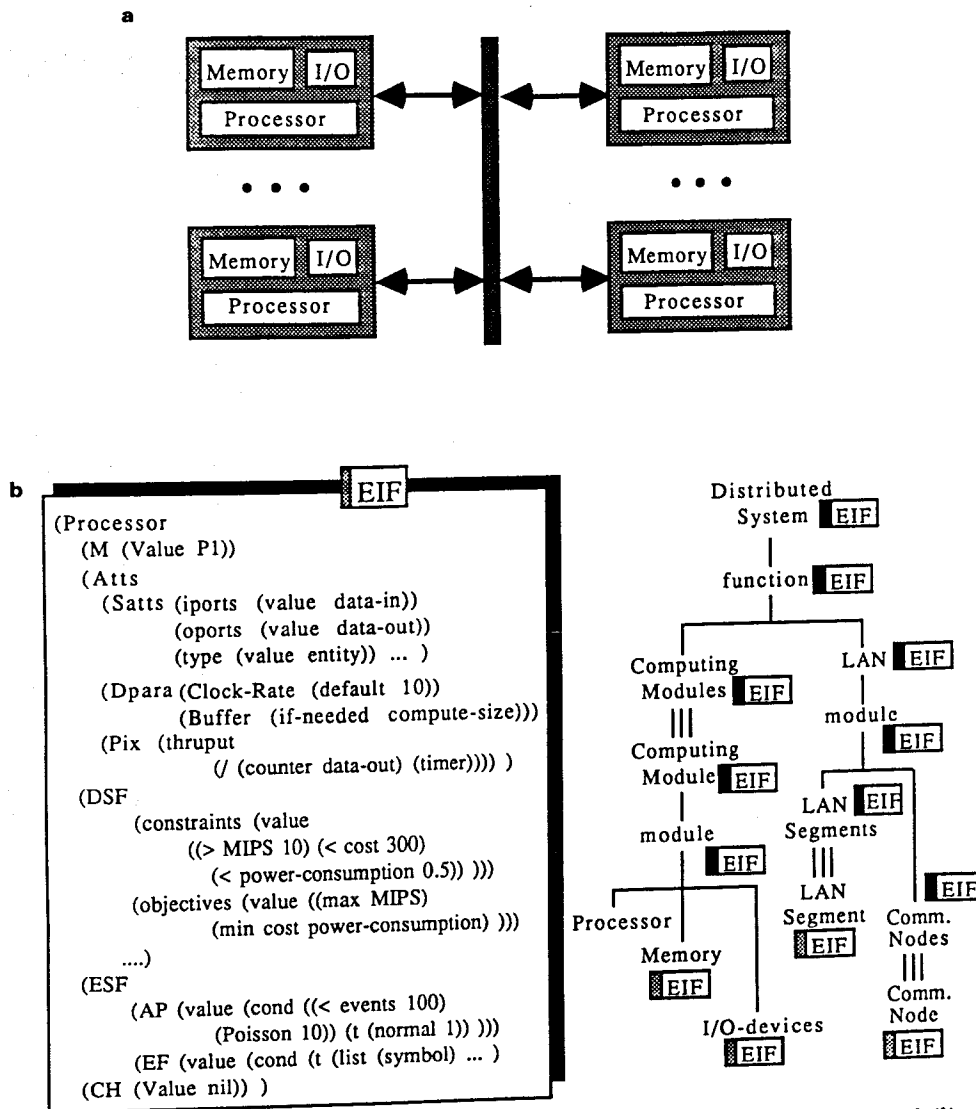 a
Memory I/O
Processor
Memory I/O
Processor
• • •
• • •
Memory I/O
Processor
Memory I/O
Processor
b
EIF
(Processor
(M (Value P1))
(Atts
(Satts (iports (value data-in))
(oports (value data-out))
(type (value entity)) ... )
(Dpara (Clock-Rate (default 10))
(Buffer (if-needed compute-size)))
(Pix (thruput
(/ (counter data-out) (timer)))) )
(DSF
(constraints (value
((> MIPS 10) (< cost 300)
(< power-consumption 0.5)) )))
(objectives (value ((max MIPS)
(min cost power-consumption) )))
....)
(ESF
(AP (value (cond ((< events 100)
(Poisson 10)) (t (normal 1)) )))
(EF (value (cond (t (list (symbol) ... )
(CH (Value nil)) )
Distributed
System EIF
function EIF
Computing
Modules EIF
LAN EIF
module
EIF
Computing
Module EIF
LAN EIF
Segments
module
EIF
EIF
Processor
LAN
Segment
EIF
Comm.
Nodes
Memory
EIF
Comm.
Node
EIF
I/O-devices
EIF